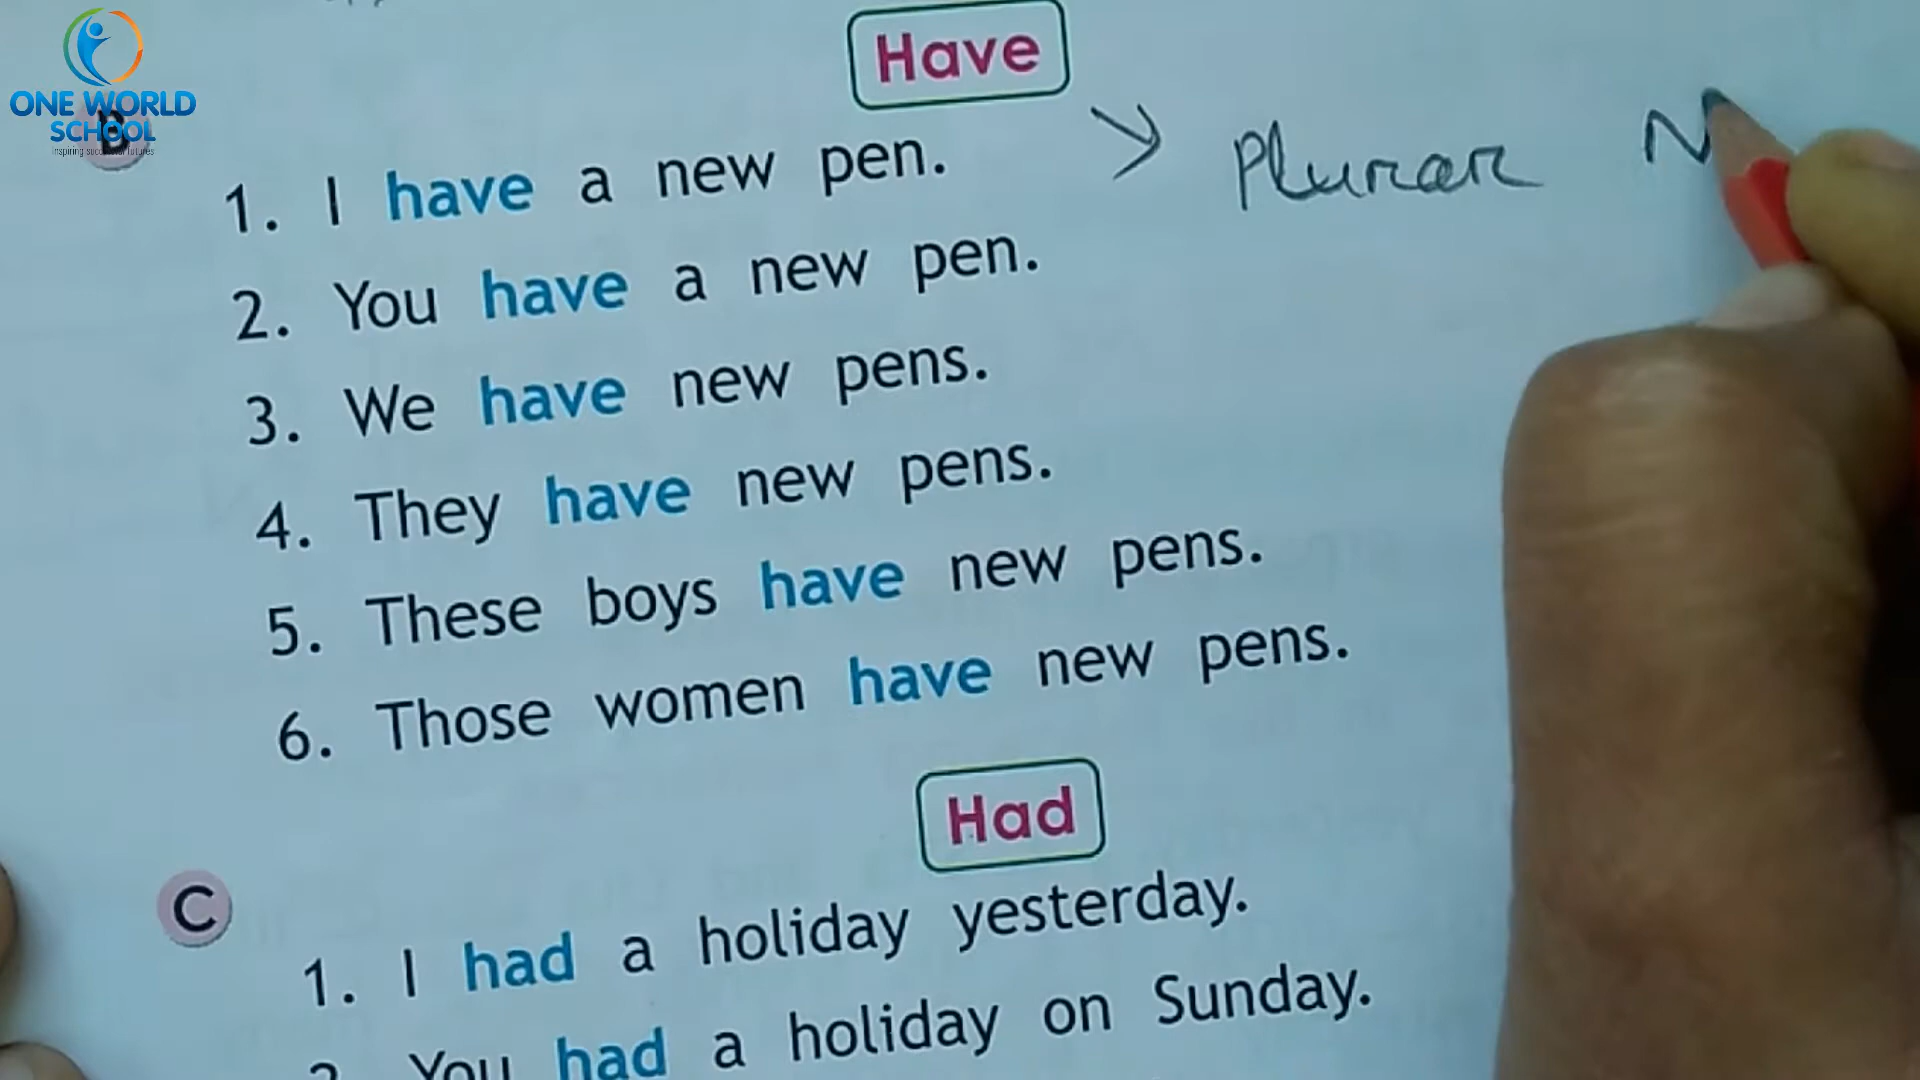 ONE WORLD
SCHOOL
B
Have
Plurar N
1. I have a new pen.
2. You have a new pen.
3. We have new pens.
4. They have new pens.
5. These boys have new pens.
6. Those women have new pens.
Had
C
1. I had a holiday yesterday.
2. You had a holiday on Sunday.